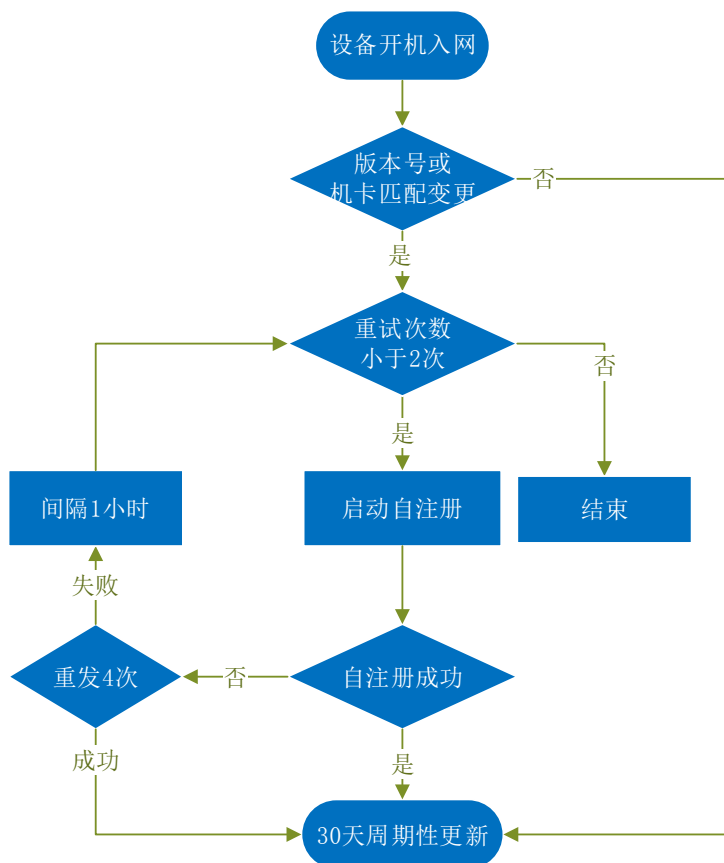 设备开机入网
版本号或
机卡匹配变更
否
是
重试次数
小于2次
否
是
间隔1小时
启动自注册
结束
失败
重发4次
否
自注册成功
成功
是
30天周期性更新